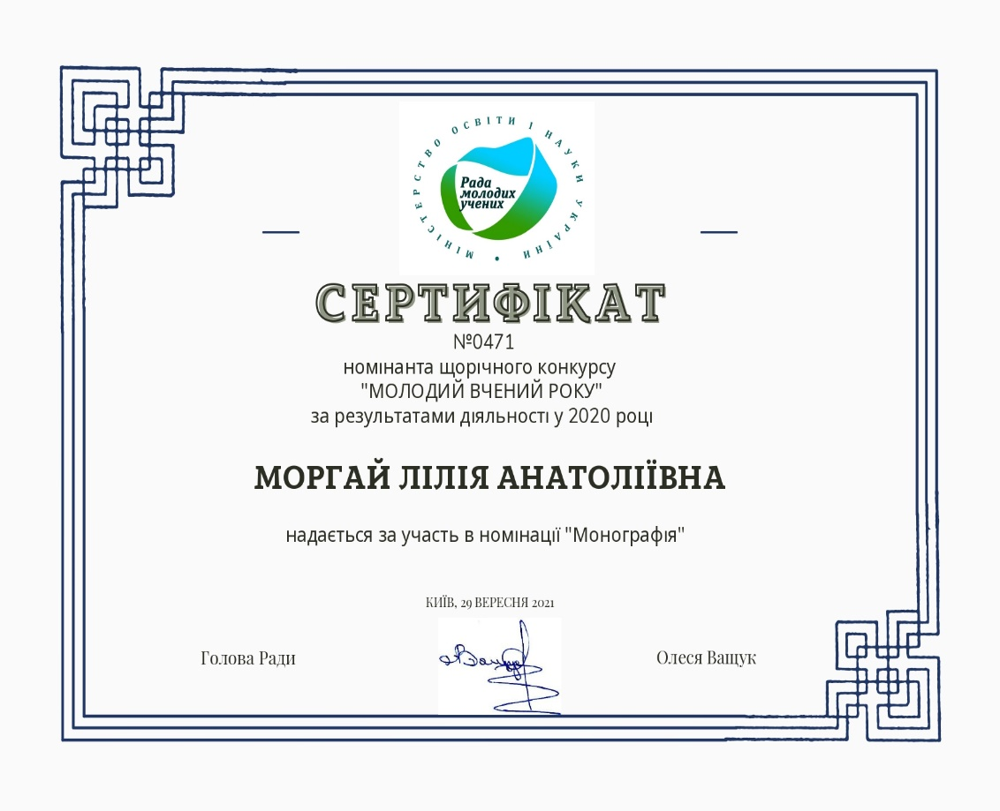 МІНІСТЕРСТВО ОСВІТИ І НАУКИ УКРАЇНИ •
Рада
молодих
учених
СЕРТИФІКАТ
№0471
номінанта щорічного конкурсу
"МОЛОДИЙ ВЧЕНИЙ РОКУ"
за результатами діяльності у 2020 році
МОРГАЙ ЛІЛІЯ АНАТОЛІЇВНА
надається за участь в номінації "Монографія"
КИЇВ, 29 ВЕРЕСНЯ 2021
Голова Ради
Олеся Ващук